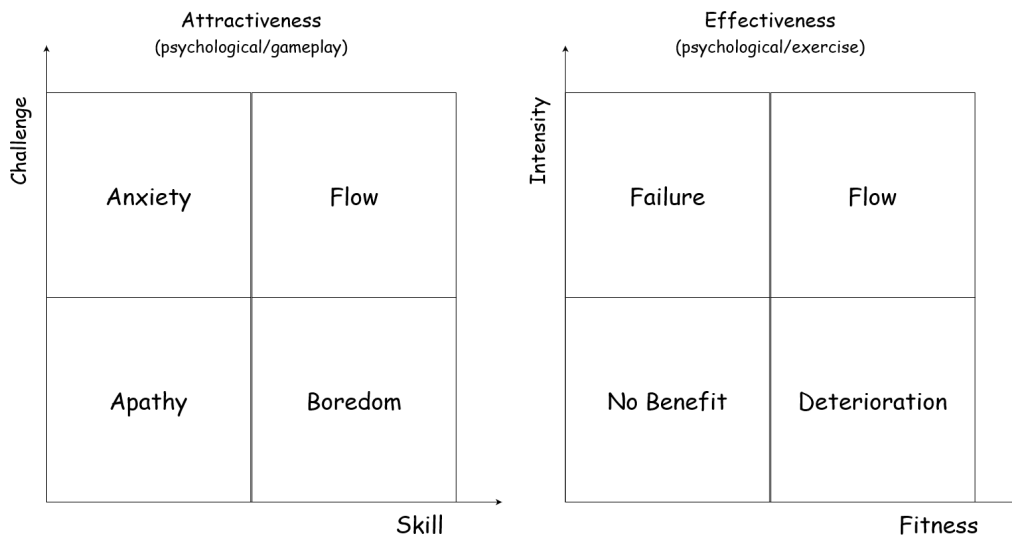 Attractiveness
(psychological/gameplay)
Challenge
Anxiety
Flow
Apathy
Boredom
Skill
Effectiveness
(psychological/exercise)
Intensity
Failure
Flow
No Benefit
Deterioration
Fitness